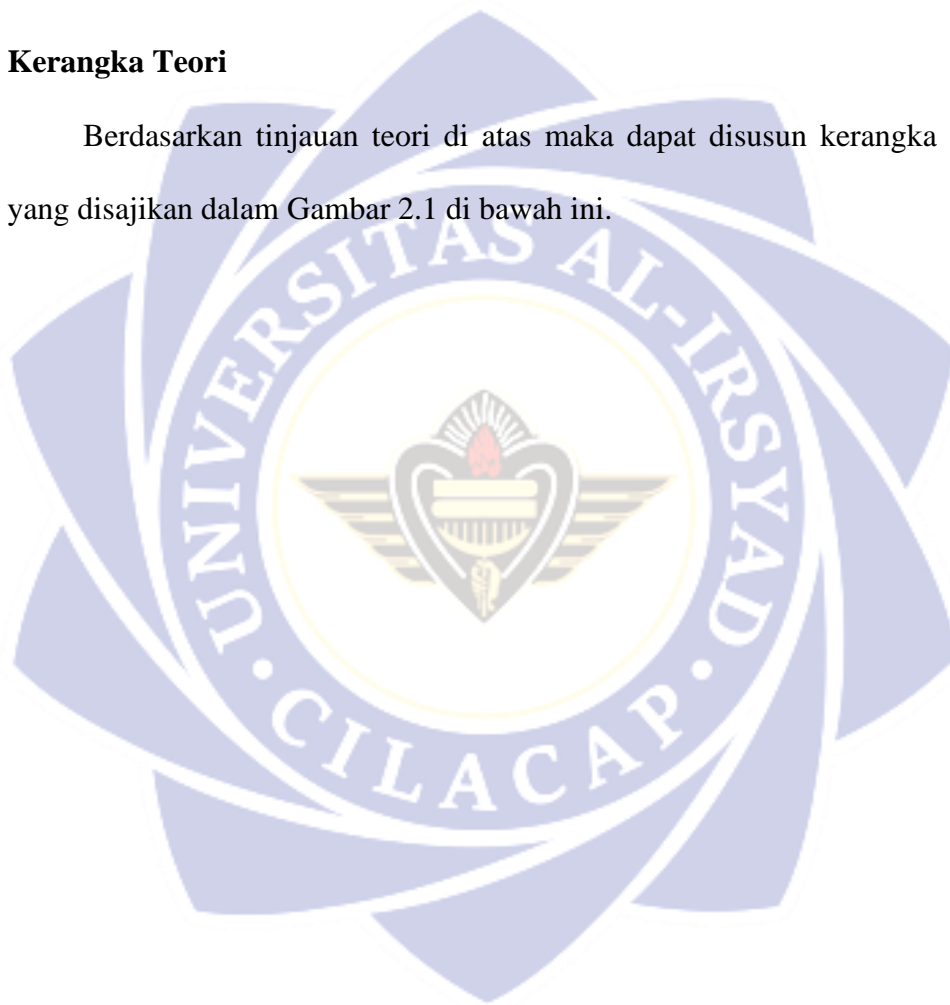 Kerangka Teori
Berdasarkan tinjauan teori di atas maka dapat disusun kerangka
yang disajikan dalam Gambar 2.1 di bawah ini.
UNIVERSITAS AL-IRSYAD
CILACAP